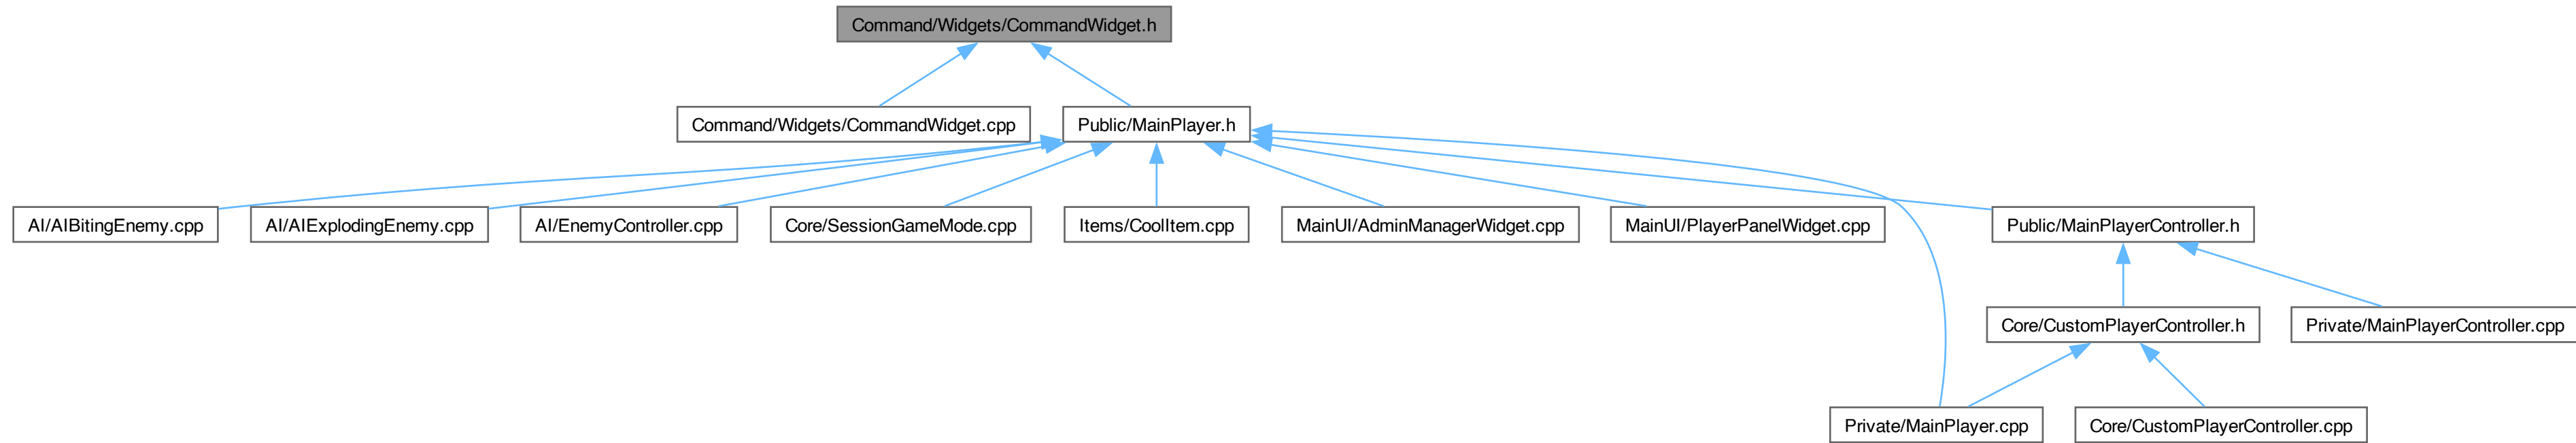 Command/Widgets/CommandWidget.h
Command/Widgets/CommandWidget.cpp
Public/MainPlayer.h
AI/AIBitingEnemy.cpp
AI/AIExplodingEnemy.cpp
AI/EnemyController.cpp
Core/SessionGameMode.cpp
Items/CoolItem.cpp
MainUI/AdminManagerWidget.cpp
MainUI/PlayerPanelWidget.cpp
Public/MainPlayerController.h
Core/CustomPlayerController.h
Private/MainPlayerController.cpp
Private/MainPlayer.cpp
Core/CustomPlayerController.cpp